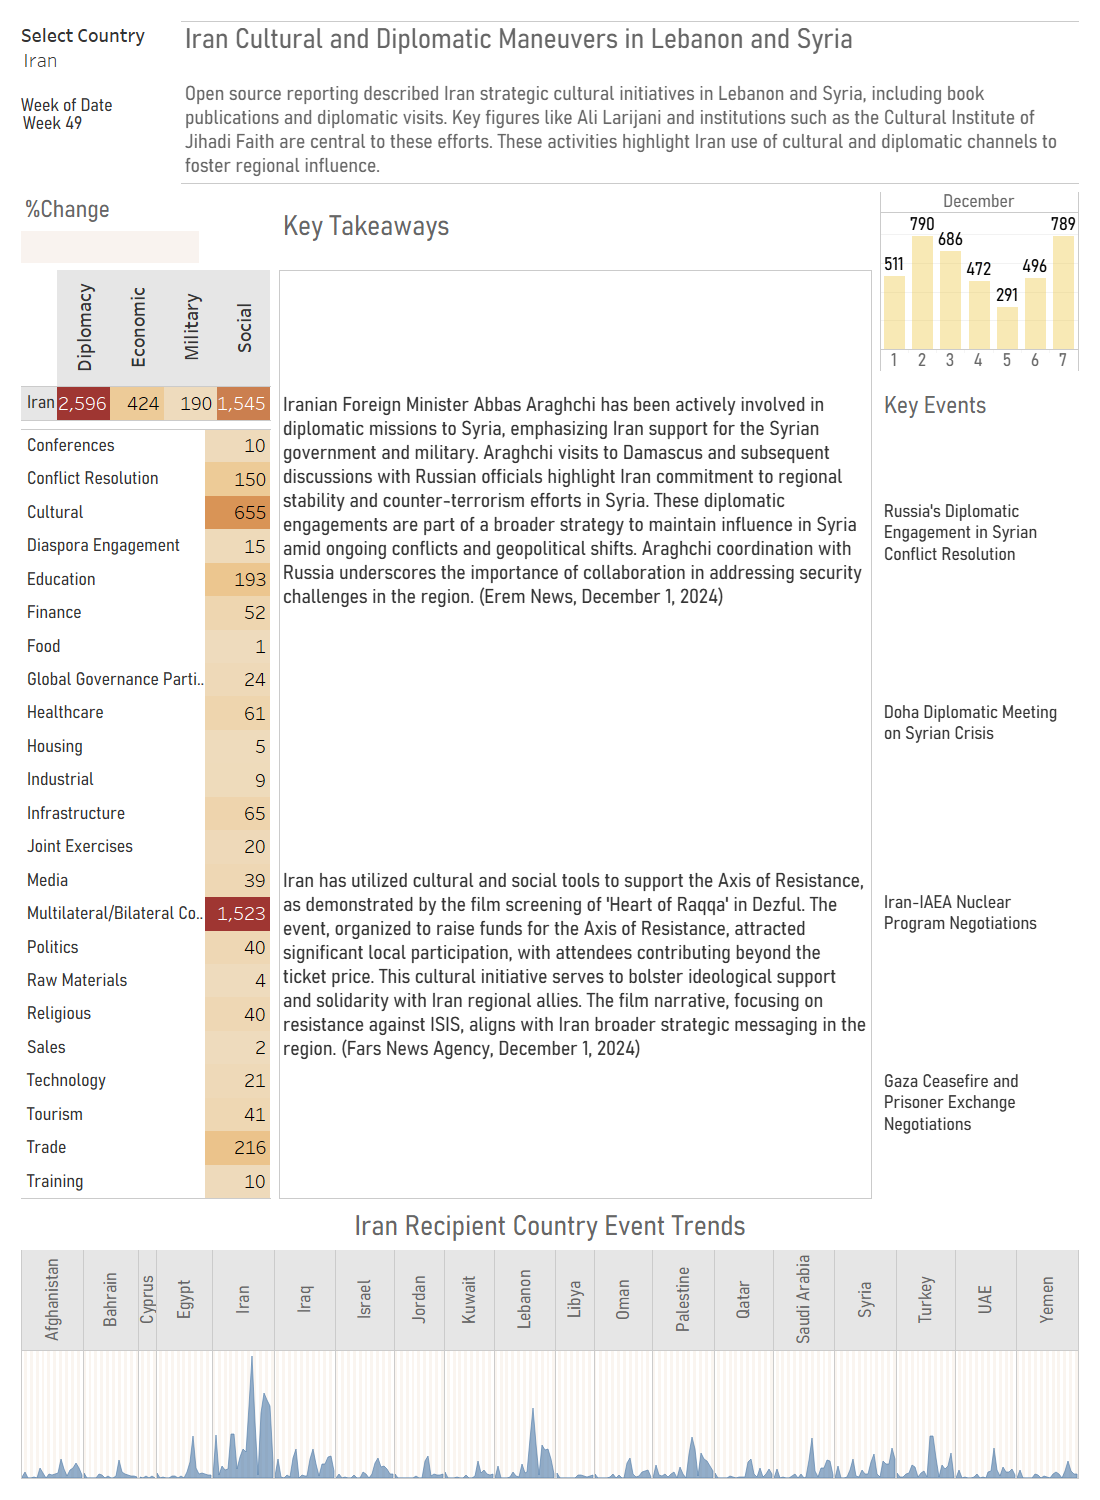 Select Country
Iran
Week of Date
Week 49
Iran Cultural and Diplomatic Maneuvers in Lebanon and Syria
Open source reporting described Iran strategic cultural initiatives in Lebanon and Syria, including book
publications and diplomatic visits. Key figures like Ali Larijani and institutions such as the Cultural Institute of
Jihadi Faith are central to these efforts. These activities highlight Iran use of cultural and diplomatic channels to
foster regional influence.
%Change
Diplomacy
Economic
Military
Social
Iran 2,596 424 190 1,545
Conferences 10
Conflict Resolution 150
Cultural 655
Diaspora Engagement 15
Education 193
Finance 52
Food 1
Global Governance Parti.. 24
Healthcare 61
Housing 5
Industrial 9
Infrastructure 65
Joint Exercises 20
Media 39
Multilateral/Bilateral Co.. 1,523
Politics 40
Raw Materials 4
Religious 40
Sales 2
Technology 21
Tourism 41
Trade 216
Training 10
Key Takeaways
Iranian Foreign Minister Abbas Araghchi has been actively involved in
diplomatic missions to Syria, emphasizing Iran support for the Syrian
government and military. Araghchi visits to Damascus and subsequent
discussions with Russian officials highlight Iran commitment to regional
stability and counter-terrorism efforts in Syria. These diplomatic
engagements are part of a broader strategy to maintain influence in Syria
amid ongoing conflicts and geopolitical shifts. Araghchi coordination with
Russia underscores the importance of collaboration in addressing security
challenges in the region. (Erem News, December 1, 2024)
Iran has utilized cultural and social tools to support the Axis of Resistance,
as demonstrated by the film screening of 'Heart of Raqqa' in Dezful. The
event, organized to raise funds for the Axis of Resistance, attracted
significant local participation, with attendees contributing beyond the
ticket price. This cultural initiative serves to bolster ideological support
and solidarity with Iran regional allies. The film narrative, focusing on
resistance against ISIS, aligns with Iran broader strategic messaging in the
region. (Fars News Agency, December 1, 2024)
December
511 790 686 472 291 496 789
1 2 3 4 5 6 7
Key Events
Russia's Diplomatic
Engagement in Syrian
Conflict Resolution
Doha Diplomatic Meeting
on Syrian Crisis
Iran-IAEA Nuclear
Program Negotiations
Gaza Ceasefire and
Prisoner Exchange
Negotiations
Iran Recipient Country Event Trends
Afghanistan
Bahrain
Cyprus
Egypt
Iran
Iraq
Israel
Jordan
Kuwait
Lebanon
Libya
Oman
Palestine
Qatar
Saudi Arabia
Syria
Turkey
UAE
Yemen